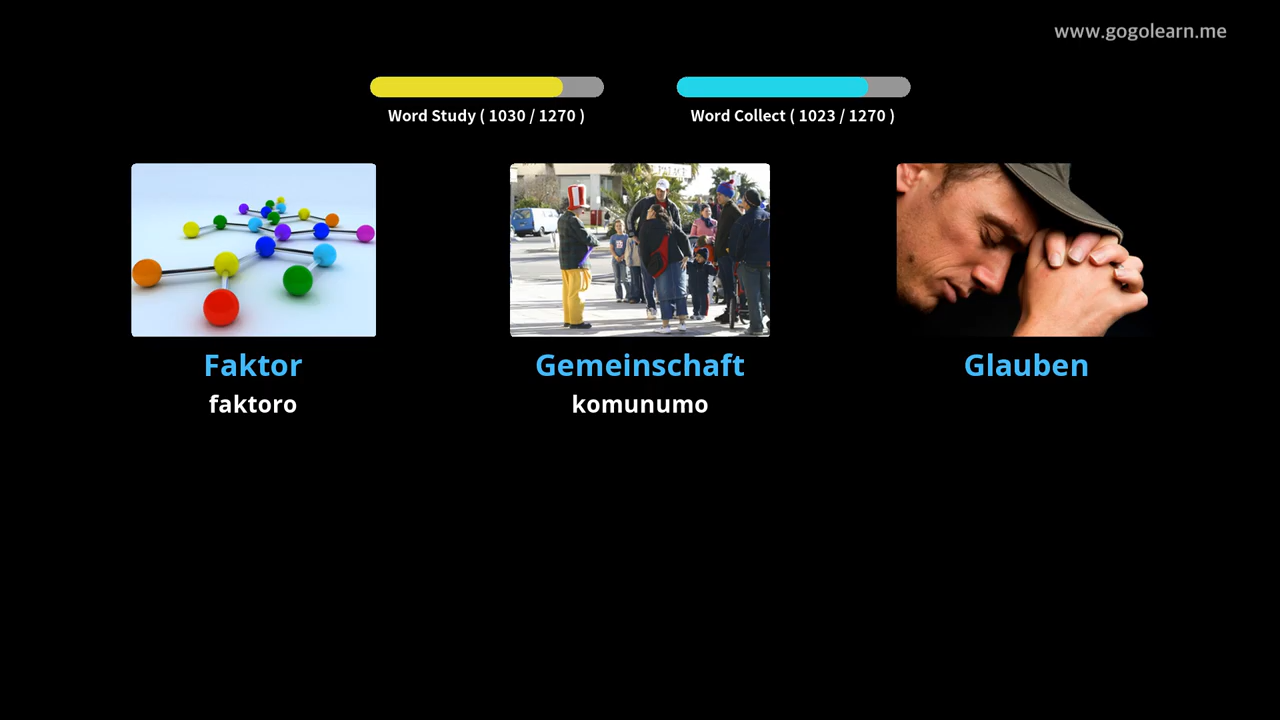 www.gogolearn.me
Word Study ( 1030 / 1270 )
Word Collect ( 1023 / 1270 )
Faktor
Gemeinschaft
Glauben
faktoro
komunumo